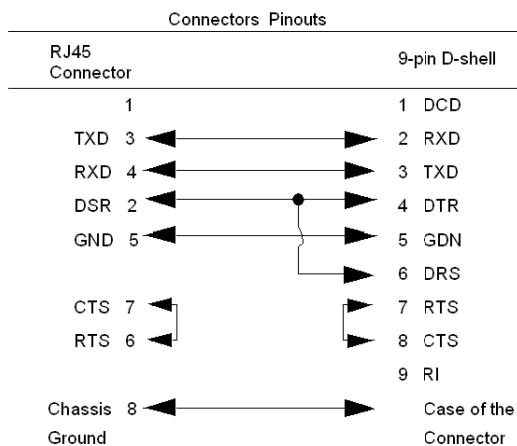 Connectors Pinouts
RJ45 Connector
9-pin D-shell
1 1 DCD
TXD 3 2 RXD
RXD 4 3 TXD
DSR 2 4 DTR
GND 5 5 GDN
6 DRS
CTS 7 7 RTS
RTS 6 8 CTS
9 RI
Chassis 8 Case of the
Ground Connector